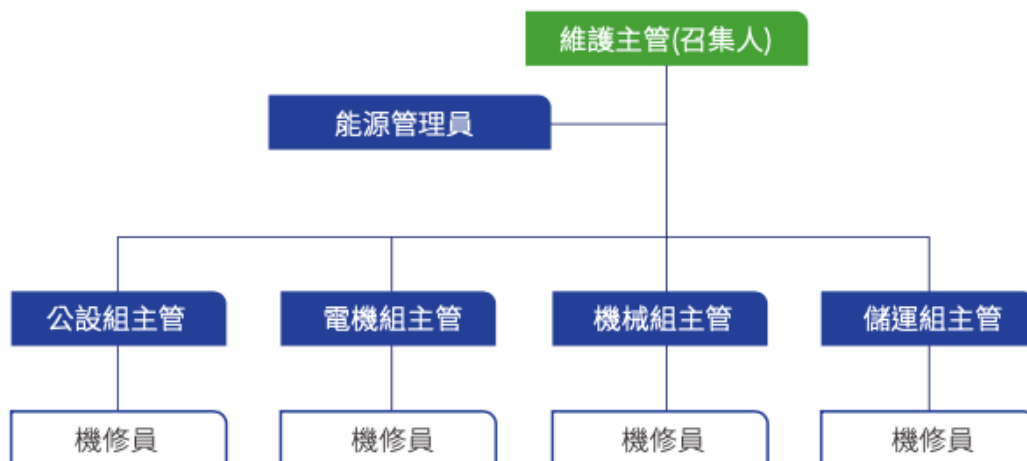 維護主管(召集人)
能源管理員
公設組主管
電機組主管
機械組主管
儲運組主管
機修員
機修員
機修員
機修員